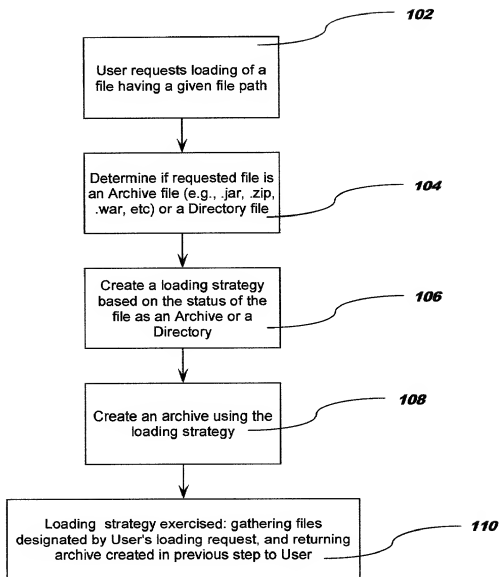 102
User requests loading of a
file having a given file path
Determine if requested file is
an Archive file (e.g., .jar, .zip,
.war, etc) or a Directory file
104
Create a loading strategy
based on the status of the
file as an Archive or a
Directory
106
Create an archive using the
loading strategy
108
Loading strategy exercised: gathering files
designated by User's loading request, and returning
archive created in previous step to User
110